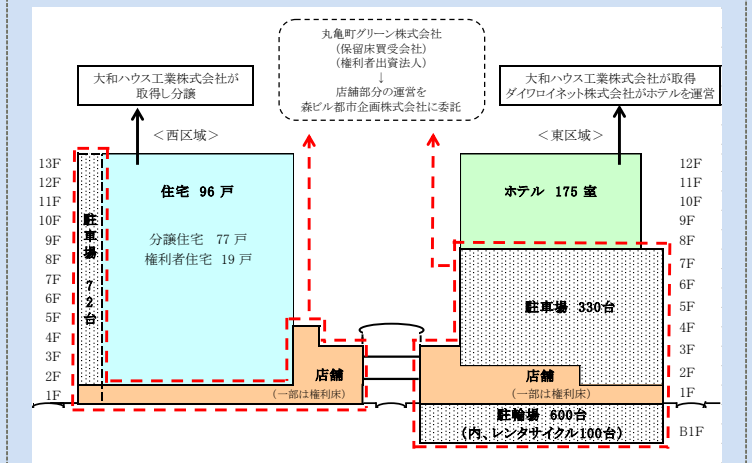 丸亀町グリーン株式会社
(保留床買受会社)
(権利者出資法人)
↓
店舗部分の運営を
森ビル都市企画株式会社に委託
大和ハウス工業株式会社が
取得し分譲
大和ハウス工業株式会社が取得
ダイワロイネット株式会社がホテルを運営
＜西区域＞
＜東区域＞
13F
12F
11F
10F
9F
8F
7F
6F
5F
4F
3F
2F
1F
駐車場 72台
住宅 96 戸
分譲住宅 77 戸
権利者住宅 19 戸
店舗
(一部は権利床)
ホテル 175 室
駐車場 330台
店舗
(一部は権利床)
駐輪場 600台
(内、レンタサイクル100台)
12F
11F
10F
9F
8F
7F
6F
5F
4F
3F
2F
1F
B1F